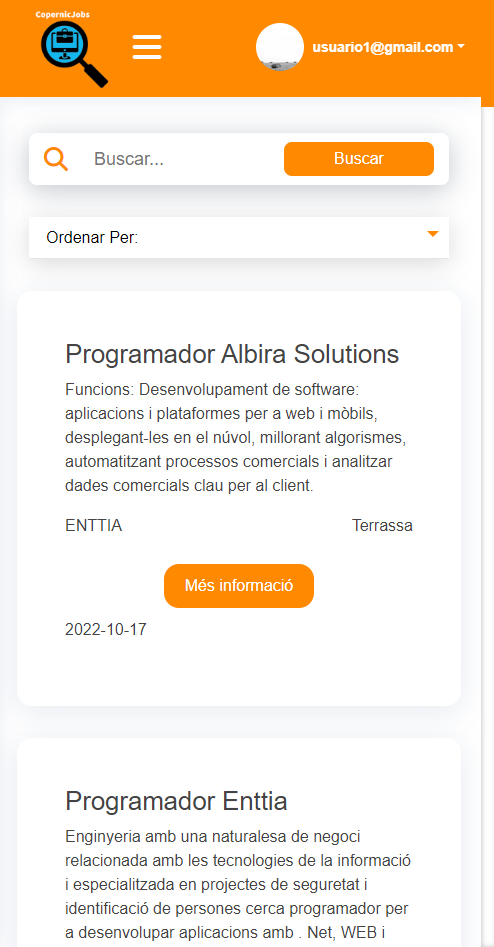 CopernicJobs
usuario1@gmail.com
Buscar...
Buscar
Ordenar Per:
Programador Albira Solutions
Funcions: Desenvolupament de software:
aplicacions i plataformes per a web i mòbils,
desplegant-les en el núvol, millorant algorismes,
automatitzant processos comercials i analitzar
dades comercials clau per al client.
ENTTIA
Terrassa
Més informació
2022-10-17
Programador Enttia
Enginyeria amb una naturalesa de negoci
relacionada amb les tecnologies de la informació
i especialitzada en projectes de seguretat i
identificació de persones cerca programador per
a desenvolupar aplicacions amb . Net, WEB i